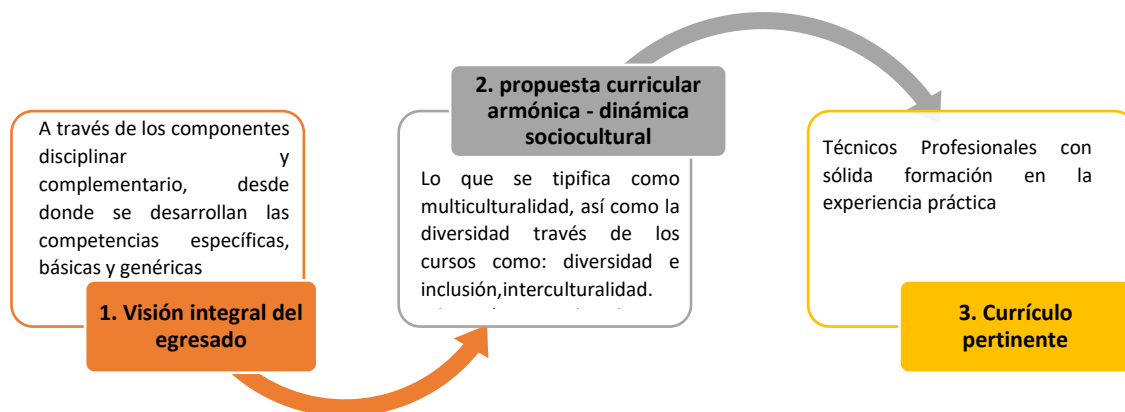 A través de los componentes
disciplinar y
complementario, desde
donde se desarrollan las
competencias específicas,
básicas y genéricas
1. Visión integral del
egresado
2. propuesta curricular
armónica - dinámica
sociocultural
Lo que se tipifica como
multiculturalidad, así como la
diversidad través de los
cursos como: diversidad e
inclusión,interculturalidad.
Técnicos Profesionales con
sólida formación en la
experiencia práctica
3. Currículo
pertinente